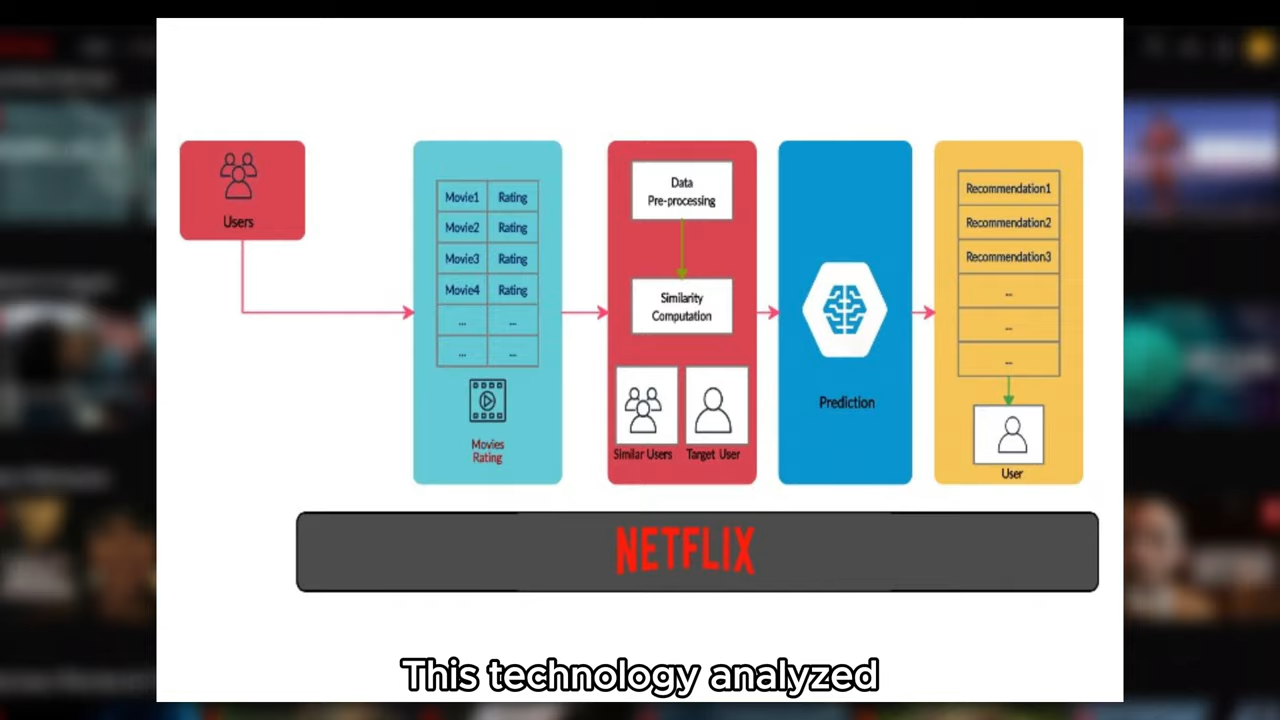 Users
Movie1 Rating
Movie2 Rating
Movie3 Rating
Movie4 Rating
... ...
... ...
Movies
Rating
Data
Pre-processing
Similarity
Computation
Similar Users
Target User
Prediction
Recommendation1
Recommendation2
Recommendation3
...
...
...
User
NETFLIX
This technology analyzed